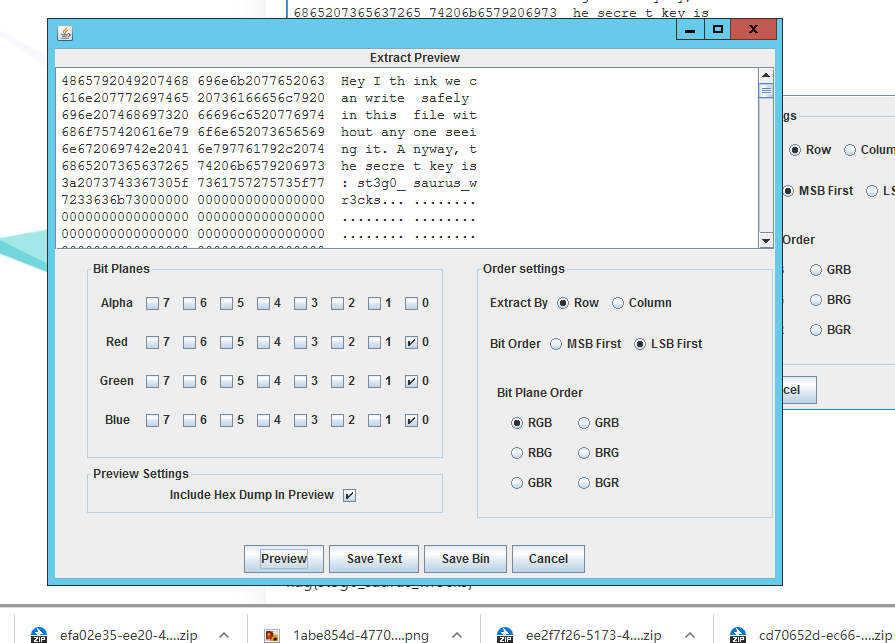 6865207365637265 74206b6579206973 he secre t key is
Extract Preview
4865792049207468 696e6b2077652063 Hey I th ink we c
616e207772697465 20736166656c7920 an write  safely
696e207468697320 66696c6520776974 in this  file wit
686f757420616e79 6f6e652073656569 hout any one seei
6e672069742e2041 6e797761792c2074 ng it. A nyway, t
6865207365637265 74206b6579206973 he secre t key is
3a2073743367305f 7361757275735f77 : st3g0_ saurus_w
7233636b73000000 0000000000000000 r3cks... ........
0000000000000000 0000000000000000 ........ ........
0000000000000000 0000000000000000 ........ ........
Bit Planes
Alpha 7 6 5 4 3 2 1 0
Red 7 6 5 4 3 2 1 0
Green 7 6 5 4 3 2 1 0
Blue 7 6 5 4 3 2 1 0
Preview Settings
Include Hex Dump In Preview
Order settings
Extract By Row Column
Bit Order MSB First LSB First
Bit Plane Order
RGB GRB
RBG BRG
GBR BGR
Preview Save Text Save Bin Cancel
gs
Row Colum
MSB First LS
Order
GRB
BRG
BGR
cel
efa02e35-ee20-4....zip
1abe854d-4770....png
ee2f7f26-5173-4....zip
cd70652d-ec66-....zip